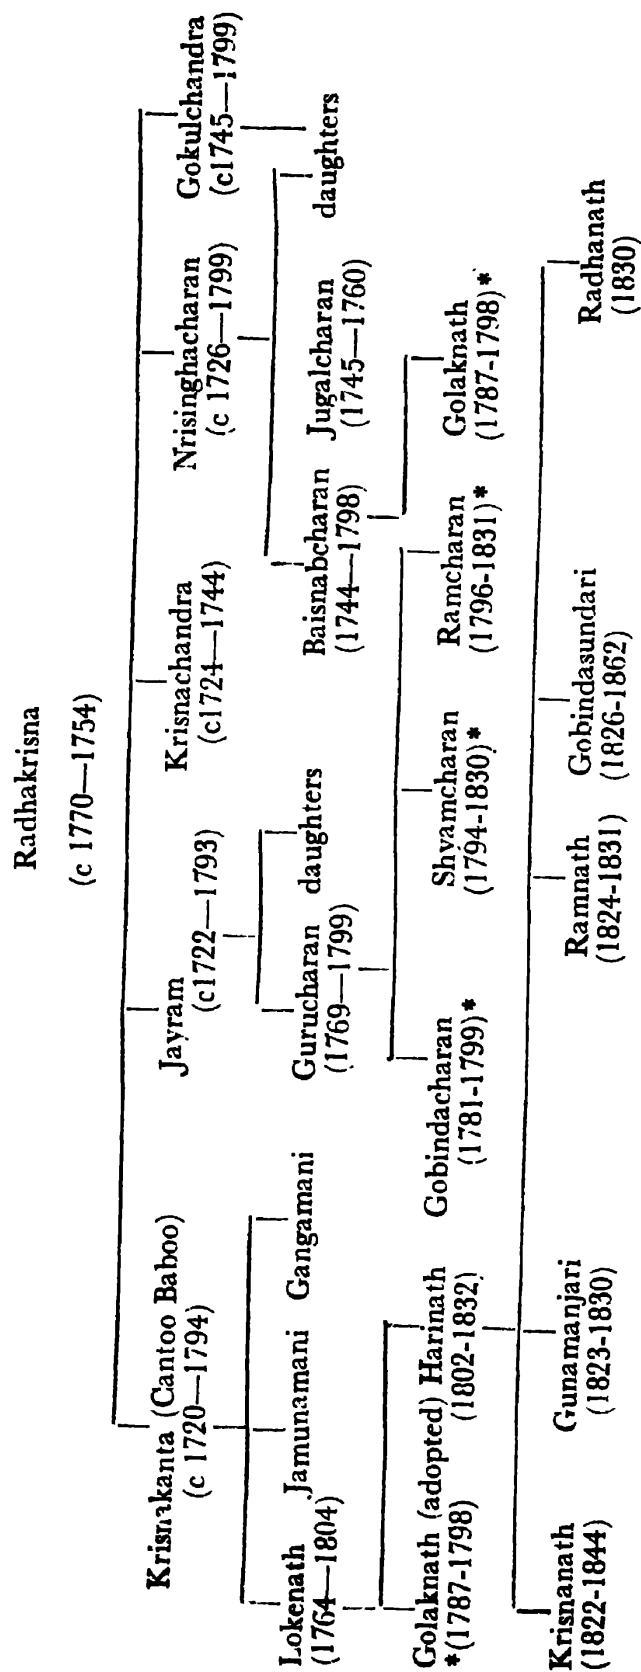 Radhakrisna
(c 1770—1754)
Krisnakanta (Cantoo Baboo)
(c 1720—1794)
Jayram
(c1722—1793)
Krisnachandra
(c1724—1744)
Nrisinghacharan
(c 1726—1799)
Gokulchandra
(c1745—1799)
Lokenath
(1764—1804)
Jamunamani
Gangamani
Gurucharan
(1769—1799)
daughters
Baisnabcharan
(1744—1798)
Jugalcharan
(1745—1760)
daughters
Golaknath (adopted)
*(1787-1798)
Harinath
(1802-1832)
Gobindacharan
(1781-1799)*
Shyamcharan
(1794-1830)*
Ramcharan
(1796-1831)*
Golaknath
(1787-1798)*
Krisnanath
(1822-1844)
Gunamanjari
(1823-1830)
Ramnath
(1824-1831)
Gobindasundari
(1826-1862)
Radhanath
(1830)